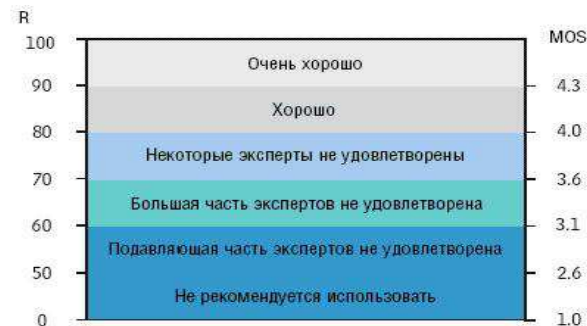 R
MOS
100
Очень хорошо
90
4.3
Хорошо
80
4.0
Некоторые эксперты не удовлетворены
70
3.6
Большая часть экспертов не удовлетворена
60
3.1
Подавляющая часть экспертов не удовлетворена
50
2.6
Не рекомендуется использовать
0
1.0